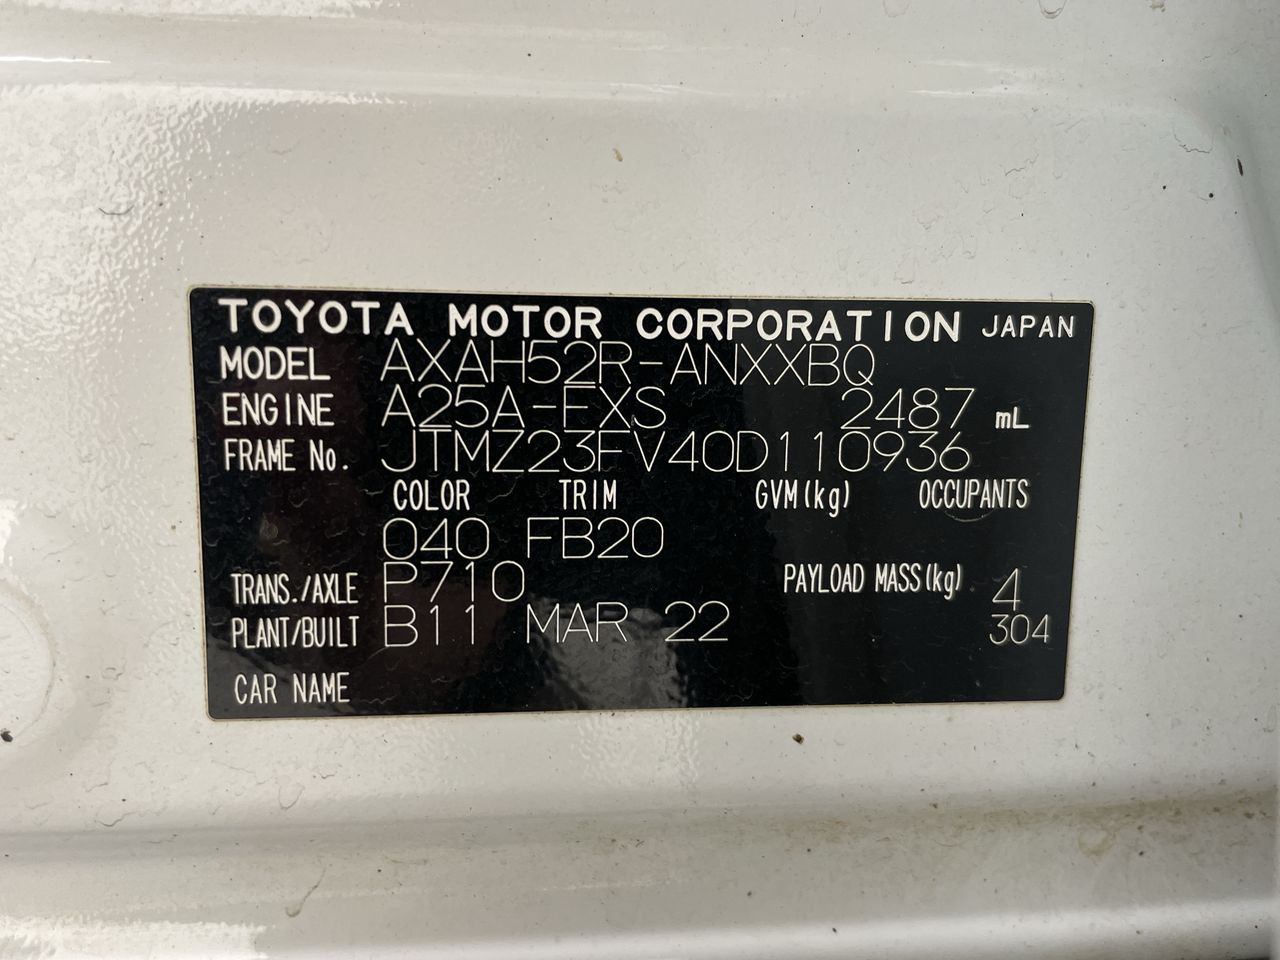 TOYOTA MOTOR CORPORATION JAPAN
MODEL AXAH52R-ANXXBQ
ENGINE A25A-FXS 2487 mL
FRAME No. JTMZ23FV40D110936
COLOR TRIM GVM(kg) OCCUPANTS
040 FB20
TRANS./AXLE P710 PAYLOAD MASS(kg) 4
PLANT/BUILT B11 MAR 22 304
CAR NAME